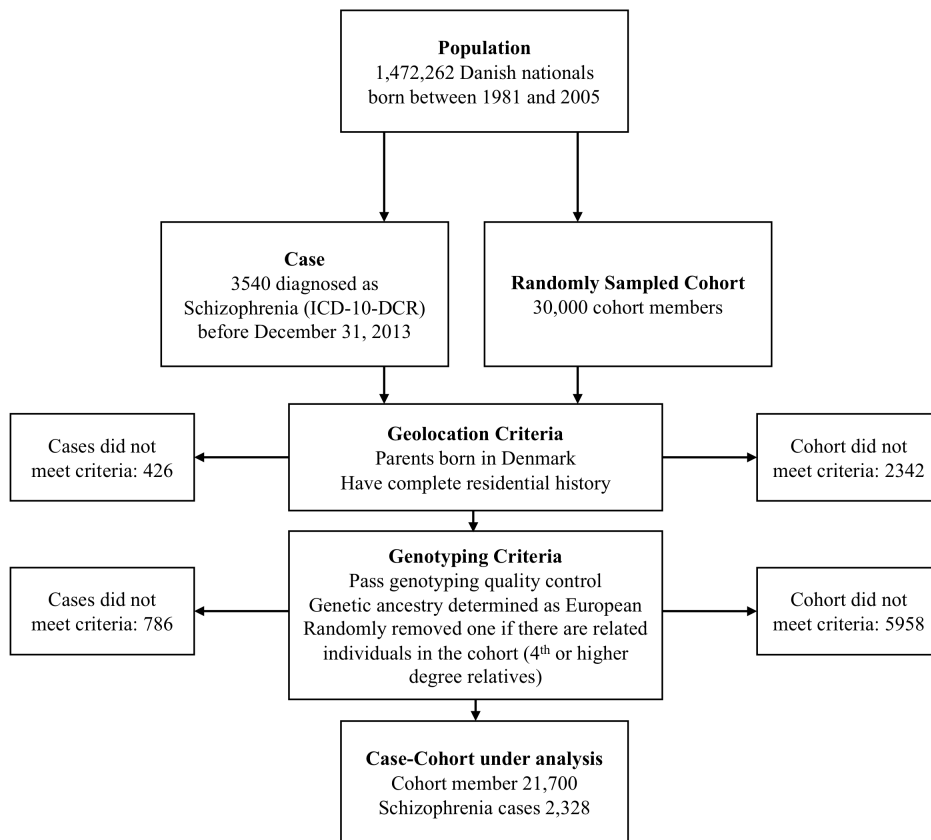 Population
1,472,262 Danish nationals
born between 1981 and 2005
Case
3540 diagnosed as
Schizophrenia (ICD-10-DCR)
before December 31, 2013
Randomly Sampled Cohort
30,000 cohort members
Geolocation Criteria
Parents born in Denmark
Have complete residential history
Cases did not
meet criteria: 426
Cohort did not
meet criteria: 2342
Genotyping Criteria
Pass genotyping quality control
Genetic ancestry determined as European
Randomly removed one if there are related
individuals in the cohort (4th or higher
degree relatives)
Cases did not
meet criteria: 786
Cohort did not
meet criteria: 5958
Case-Cohort under analysis
Cohort member 21,700
Schizophrenia cases 2,328